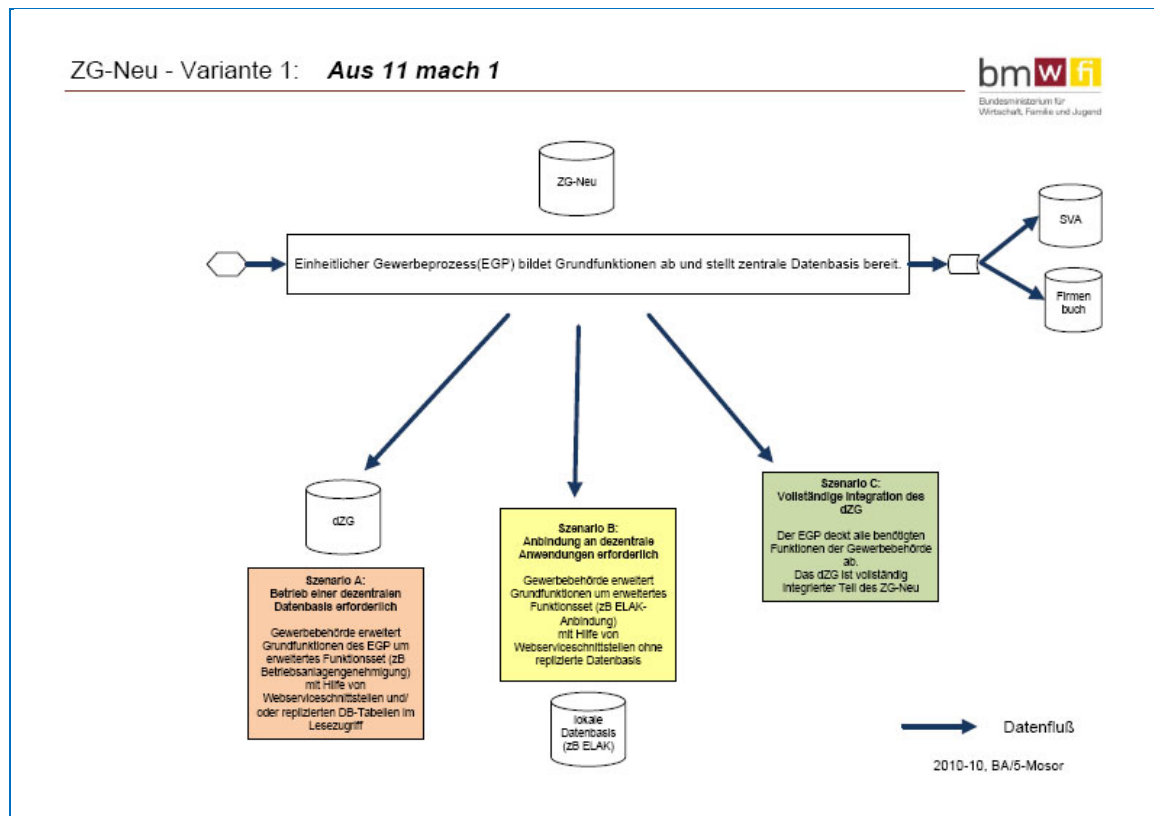 ZG-Neu - Variante 1: Aus 11 mach 1
bmwfj
Bundesministerium für
Wirtschaft, Familie und Jugend
ZG-Neu
SVA
Einheitlicher Gewerbeprozess(EGP) bildet Grundfunktionen ab und stellt zentrale Datenbasis bereit.
Firmen
buch
dZG
Szenario A:
Betrieb einer dezentralen
Datenbasis erforderlich
Gewerbebehörde erweitert
Grundfunktionen des EGP um
erweitertes Funktionsset (zB
Betriebsanlagengenehmigung)
mit Hilfe von
Webserviceschnittstellen und/
oder replizierten DB-Tabellen im
Lesezugriff
Szenario B:
Anbindung an dezentrale
Anwendungen erforderlich
Gewerbebehörde erweitert
Grundfunktionen um erweitertes
Funktionsset (zB ELAK-
Anbindung)
mit Hilfe von
Webserviceschnittstellen ohne
replizierte Datenbasis
lokale
Datenbasis
(zB ELAK)
Szenario C:
Vollständige Integration des
dZG
Der EGP deckt alle benötigten
Funktionen der Gewerbebehörde
ab.
Das dZG ist vollständig
integrierter Teil des ZG-Neu
Datenfluß
2010-10, BA/5-Mosor